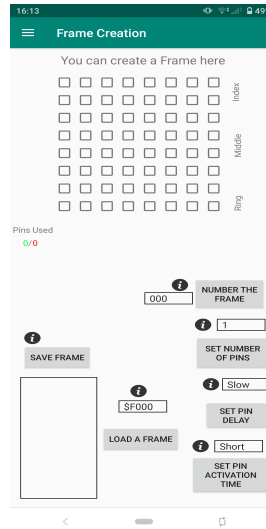 16:13
49
Frame Creation
You can create a Frame here
Index
Middle
Ring
Pins Used
0/0
000
NUMBER THE
FRAME
1
SET NUMBER
OF PINS
SAVE FRAME
Slow
SET PIN
DELAY
$F000
LOAD A FRAME
Short
SET PIN
ACTIVATION
TIME